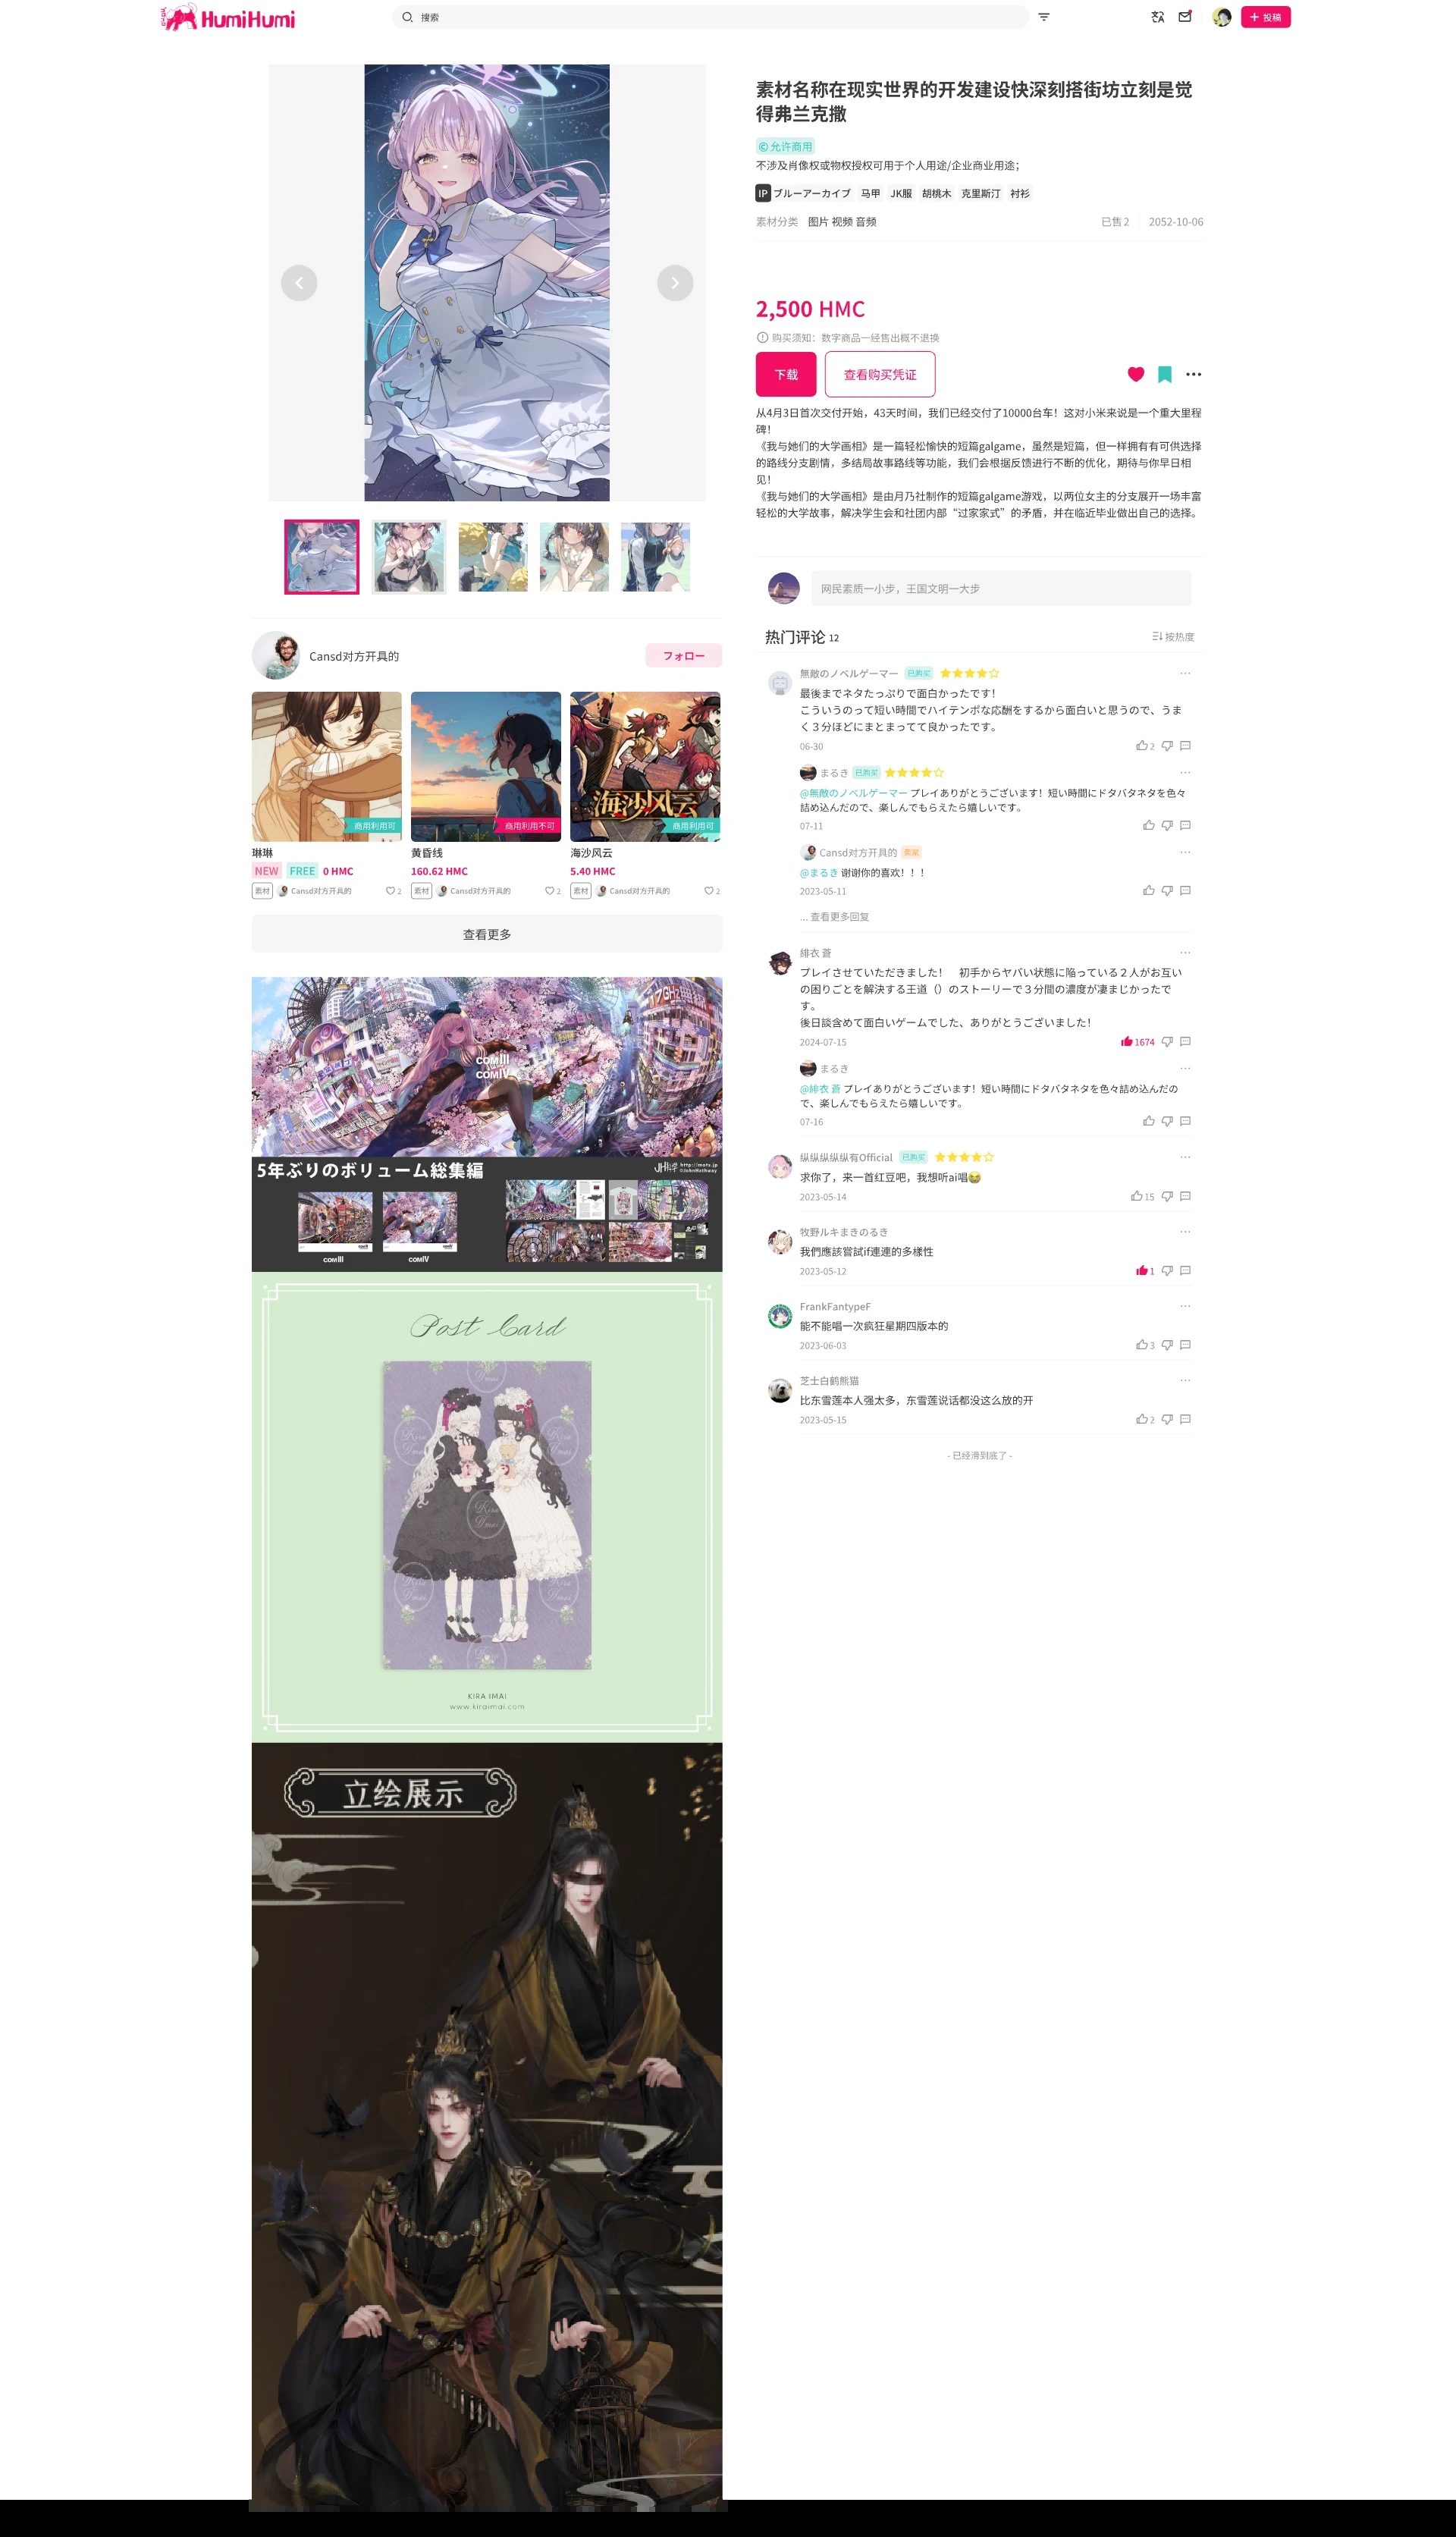 HumiHumi
搜索
投稿
素材名称在现实世界的开发建设快深刻搭街坊立刻是觉
得弗兰克撒
© 允许商用
不涉及肖像权或物权授权可用于个人用途/企业商业用途；
IP ブルーアーカイブ 马甲 JK服 胡桃木 克里斯汀 衬衫
素材分类 图片 视频 音频 已售 2 2052-10-06
2,500 HMC
购买须知：数字商品一经售出概不退换
下载 查看购买凭证
从4月3日首次交付开始，43天时间，我们已经交付了10000台车！这对小米来说是一个重大里程
碑！
《我与她们的大学画相》是一篇轻松愉快的短篇galgame，虽然是短篇，但一样拥有有可供选择
的路线分支剧情，多结局故事路线等功能，我们会根据反馈进行不断的优化，期待与你早日相
见！
《我与她们的大学画相》是由月乃社制作的短篇galgame游戏，以两位女主的分支展开一场丰富
轻松的大学故事，解决学生会和社团内部“过家家式”的矛盾，并在临近毕业做出自己的选择。
网民素质一小步，王国文明一大步
热门评论 12 按热度
無敵のノベルゲーマー 已购买
最後までネタたっぷりで面白かったです！
こういうのって短い時間でハイテンポな応酬をするから面白いと思うので、うま
く３分ほどにまとまってて良かったです。
06-30 2
まるき 已购买
@無敵のノベルゲーマー プレイありがとうございます！短い時間にドタバタネタを色々
詰め込んだので、楽しんでもらえたら嬉しいです。
07-11
Cansd对方开具的 卖家
@まるき 谢谢你的喜欢！！！
2023-05-11
... 查看更多回复
緋衣 蒼
プレイさせていただきました！　初手からヤバい状態に陥っている２人がお互い
の困りごとを解決する王道（）のストーリーで３分間の濃度が凄まじかったで
す。
後日談含めて面白いゲームでした、ありがとうございました！
2024-07-15 1674
まるき
@緋衣 蒼 プレイありがとうございます！短い時間にドタバタネタを色々詰め込んだの
で、楽しんでもらえたら嬉しいです。
07-16
纵纵纵纵纵有Official 已购买
求你了，来一首红豆吧，我想听ai唱😭
2023-05-14 15
牧野ルキまきのるき
我們應該嘗試if連連的多樣性
2023-05-12 1
FrankFantypeF
能不能唱一次疯狂星期四版本的
2023-06-03 3
芝士白鹤熊猫
比东雪莲本人强太多，东雪莲说话都没这么放的开
2023-05-15 2
- 已经滑到底了 -
Cansd对方开具的 フォロー
商用利用可 商用利用不可 海沙风云 商用利用可
琳琳 黄昏线 海沙风云
NEW FREE 0 HMC 160.62 HMC 5.40 HMC
素材 Cansd对方开具的 2 素材 Cansd对方开具的 2 素材 Cansd对方开具的 2
查看更多
17GHz
COMIII
COMIV
5年ぶりのボリューム総集編
JHI http://mots.jp
©JohnHathway
COMIII COMIV
Post Card
Kira
Imai
KIRA IMAI
www.kiraimai.com
立绘展示